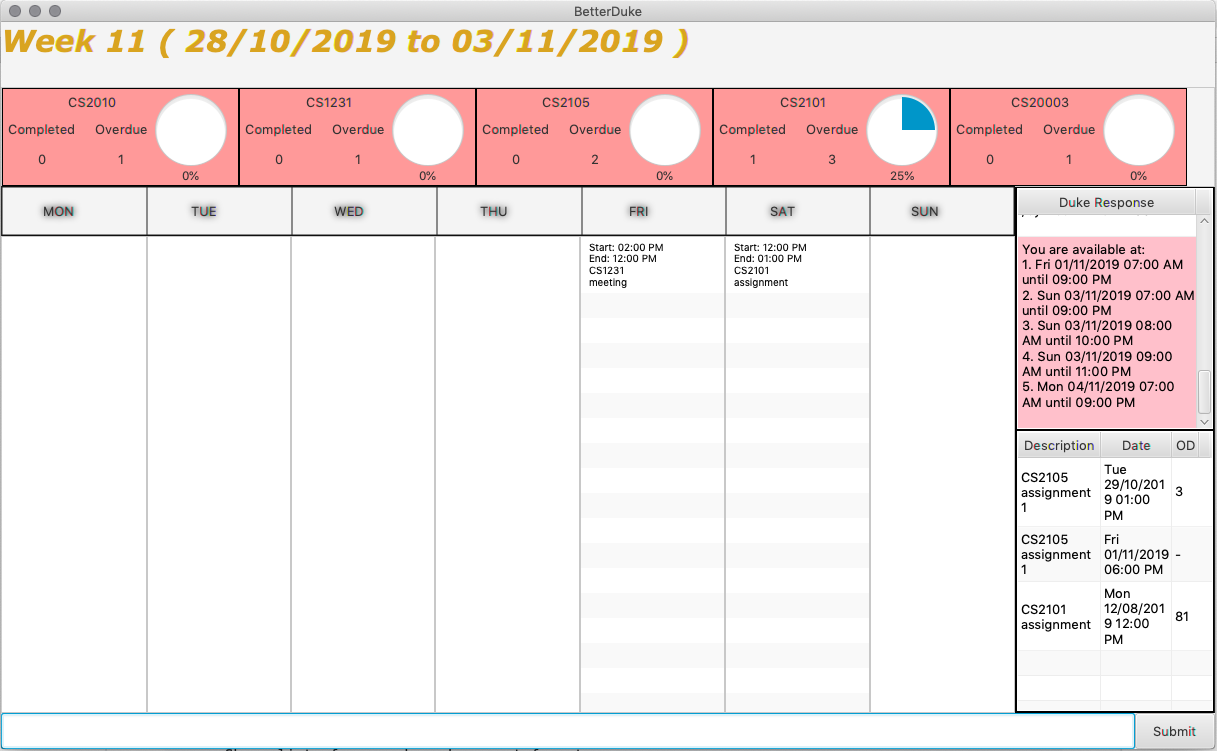 BetterDuke
Week 11 ( 28/10/2019 to 03/11/2019 )
CS2010
Completed Overdue
0 1
0%
CS1231
Completed Overdue
0 1
0%
CS2105
Completed Overdue
0 2
0%
CS2101
Completed Overdue
1 3
25%
CS20003
Completed Overdue
0 1
0%
MON TUE WED THU FRI SAT SUN
Start: 02:00 PM
End: 12:00 PM
CS1231
meeting
Start: 12:00 PM
End: 01:00 PM
CS2101
assignment
Duke Response
You are available at:
1. Fri 01/11/2019 07:00 AM
until 09:00 PM
2. Sun 03/11/2019 07:00 AM
until 09:00 PM
3. Sun 03/11/2019 08:00
AM until 10:00 PM
4. Sun 03/11/2019 09:00
AM until 11:00 PM
5. Mon 04/11/2019 07:00
AM until 09:00 PM
Description Date OD
CS2105
assignment
1
Tue
29/10/201
9 01:00
PM
3
CS2105
assignment
1
Fri
01/11/2019
06:00 PM
-
CS2101
assignment
Mon
12/08/201
9 12:00
PM
81
Submit